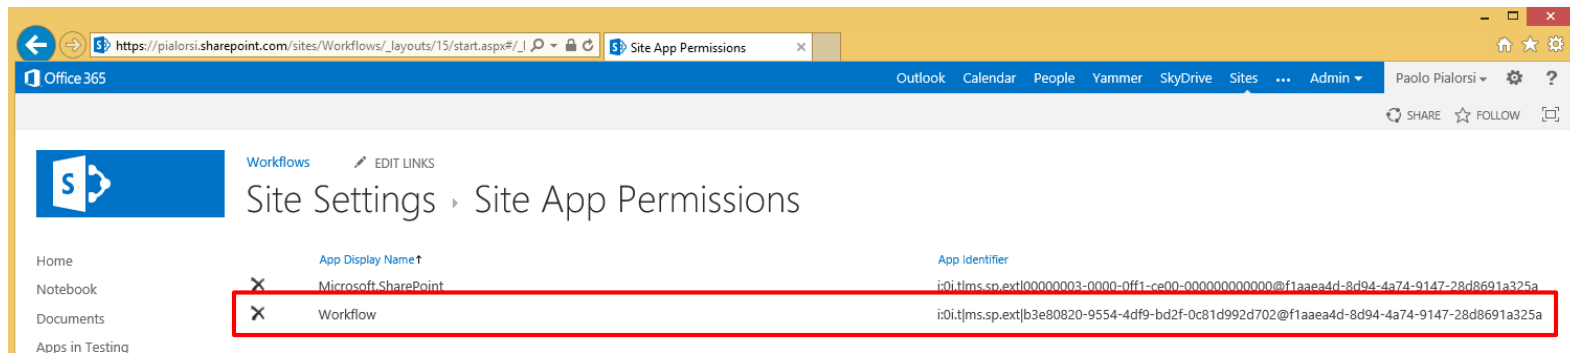 https://pialorsi.sharepoint.com/sites/Workflows/_layouts/15/start.aspx#/_l
Site App Permissions
Office 365
Outlook Calendar People Yammer SkyDrive Sites ... Admin Paolo Pialorsi ?
SHARE FOLLOW
S
Workflows EDIT LINKS
Site Settings › Site App Permissions
Home
App Display Name↑ App Identifier
Notebook
Microsoft.SharePoint i:0i.t|ms.sp.ext|00000003-0000-0ff1-ce00-000000000000@f1aaea4d-8d94-4a74-9147-28d8691a325a
Documents
Workflow i:0i.t|ms.sp.ext|b3e80820-9554-4df9-bd2f-0c81d992d702@f1aaea4d-8d94-4a74-9147-28d8691a325a
Apps in Testing